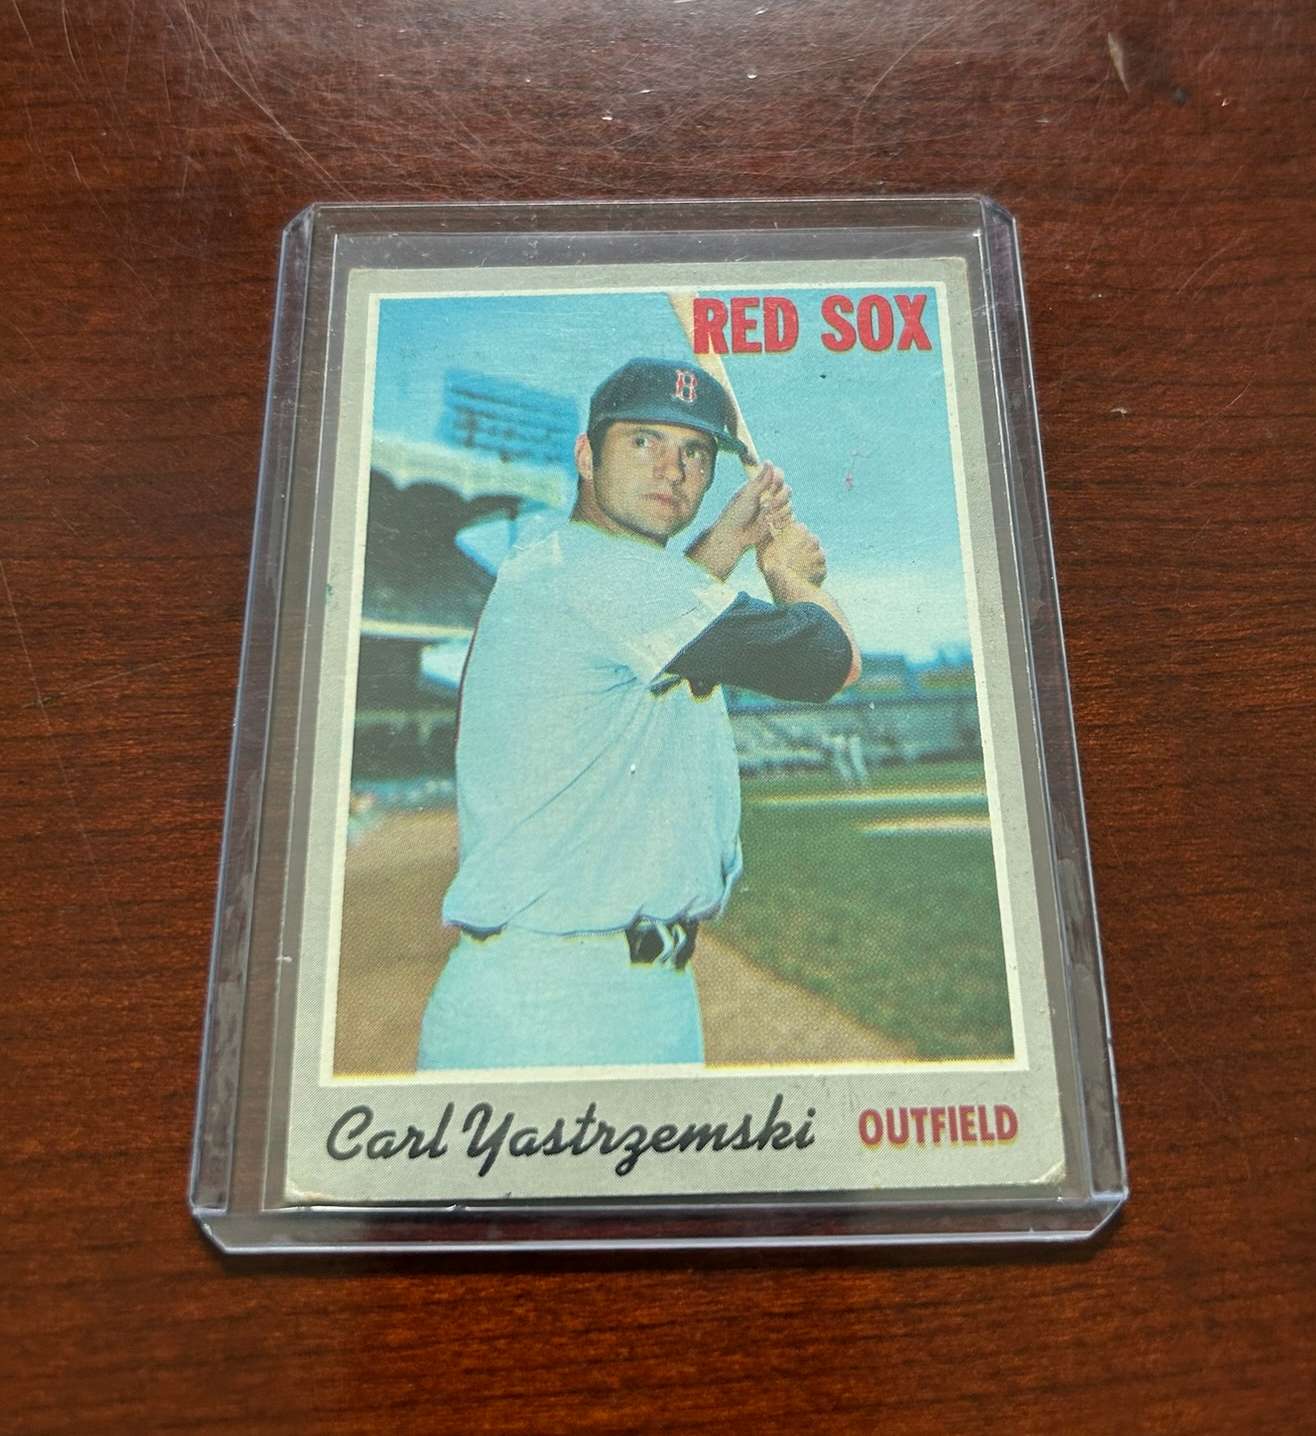 RED SOX
B
Carl Yastrzemski OUTFIELD